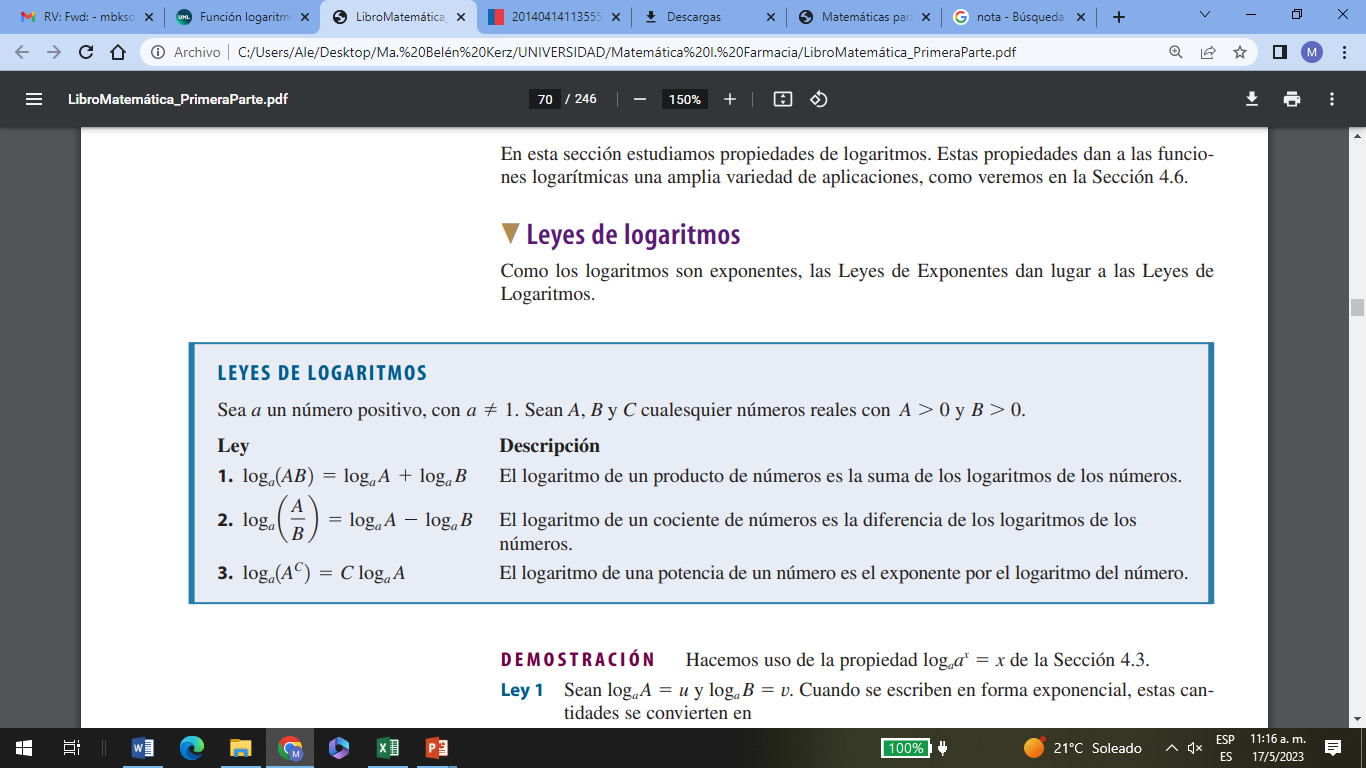 RV: Fwd: - mbkso
Función logaritm
LibroMatemática_
20140414113555
Descargas
Matemáticas para
nota - Búsqueda
Archivo | C:/Users/Ale/Desktop/Ma.%20Belén%20Kerz/UNIVERSIDAD/Matemática%20I.%20Farmacia/LibroMatemática_PrimeraParte.pdf
M
LibroMatemática_PrimeraParte.pdf
70 / 246
150%
En esta sección estudiamos propiedades de logaritmos. Estas propiedades dan a las funcio-
nes logarítmicas una amplia variedad de aplicaciones, como veremos en la Sección 4.6.
Leyes de logaritmos
Como los logaritmos son exponentes, las Leyes de Exponentes dan lugar a las Leyes de
Logaritmos.
LEYES DE LOGARITMOS
Sea a un número positivo, con a ≠ 1. Sean A, B y C cualesquier números reales con A > 0 y B > 0.
Ley Descripción
1. logₐ(AB) = logₐA + logₐB El logaritmo de un producto de números es la suma de los logaritmos de los números.
2. logₐ(A/B) = logₐA − logₐB El logaritmo de un cociente de números es la diferencia de los logaritmos de los
números.
3. logₐ(A^C) = C logₐA El logaritmo de una potencia de un número es el exponente por el logaritmo del número.
DEMOSTRACIÓN Hacemos uso de la propiedad logₐaˣ = x de la Sección 4.3.
Ley 1 Sean logₐA = u y logₐB = v. Cuando se escriben en forma exponencial, estas can-
tidades se convierten en
100%
21°C Soleado
ESP
ES
11:16 a. m.
17/5/2023